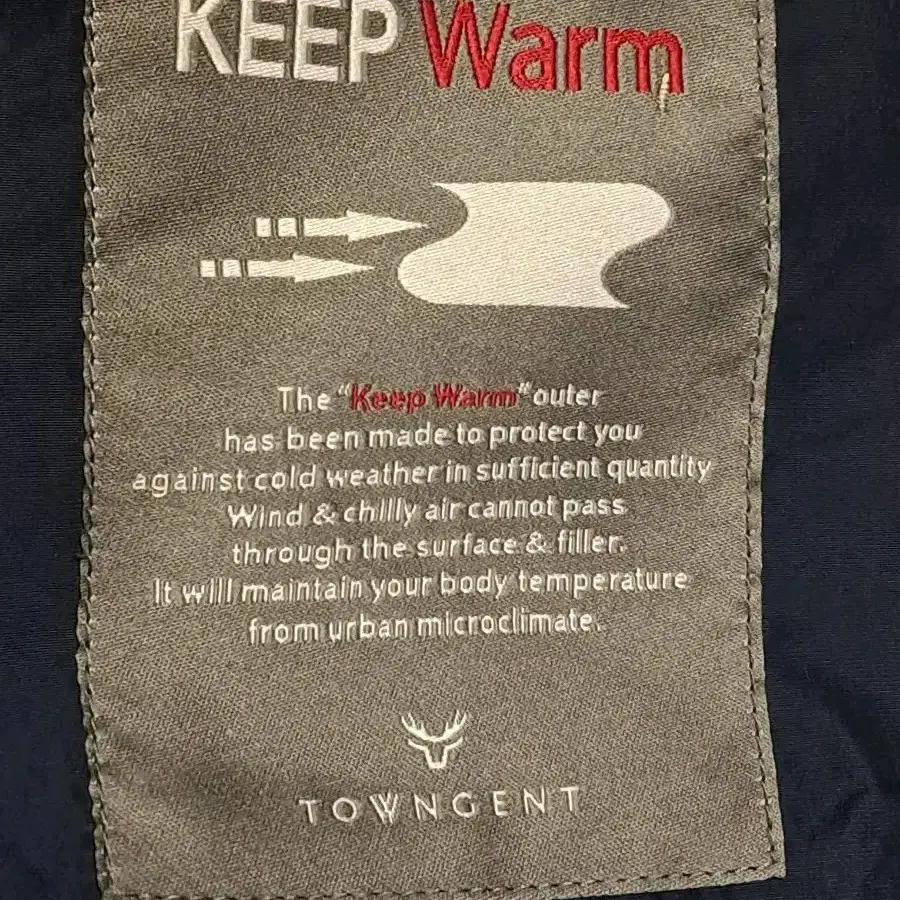 KEEP Warm
The "Keep Warm" outer
has been made to protect you
against cold weather in sufficient quantity
Wind & chilly air cannot pass
through the surface & filler.
It will maintain your body temperature
from urban microclimate.
TOWNGENT